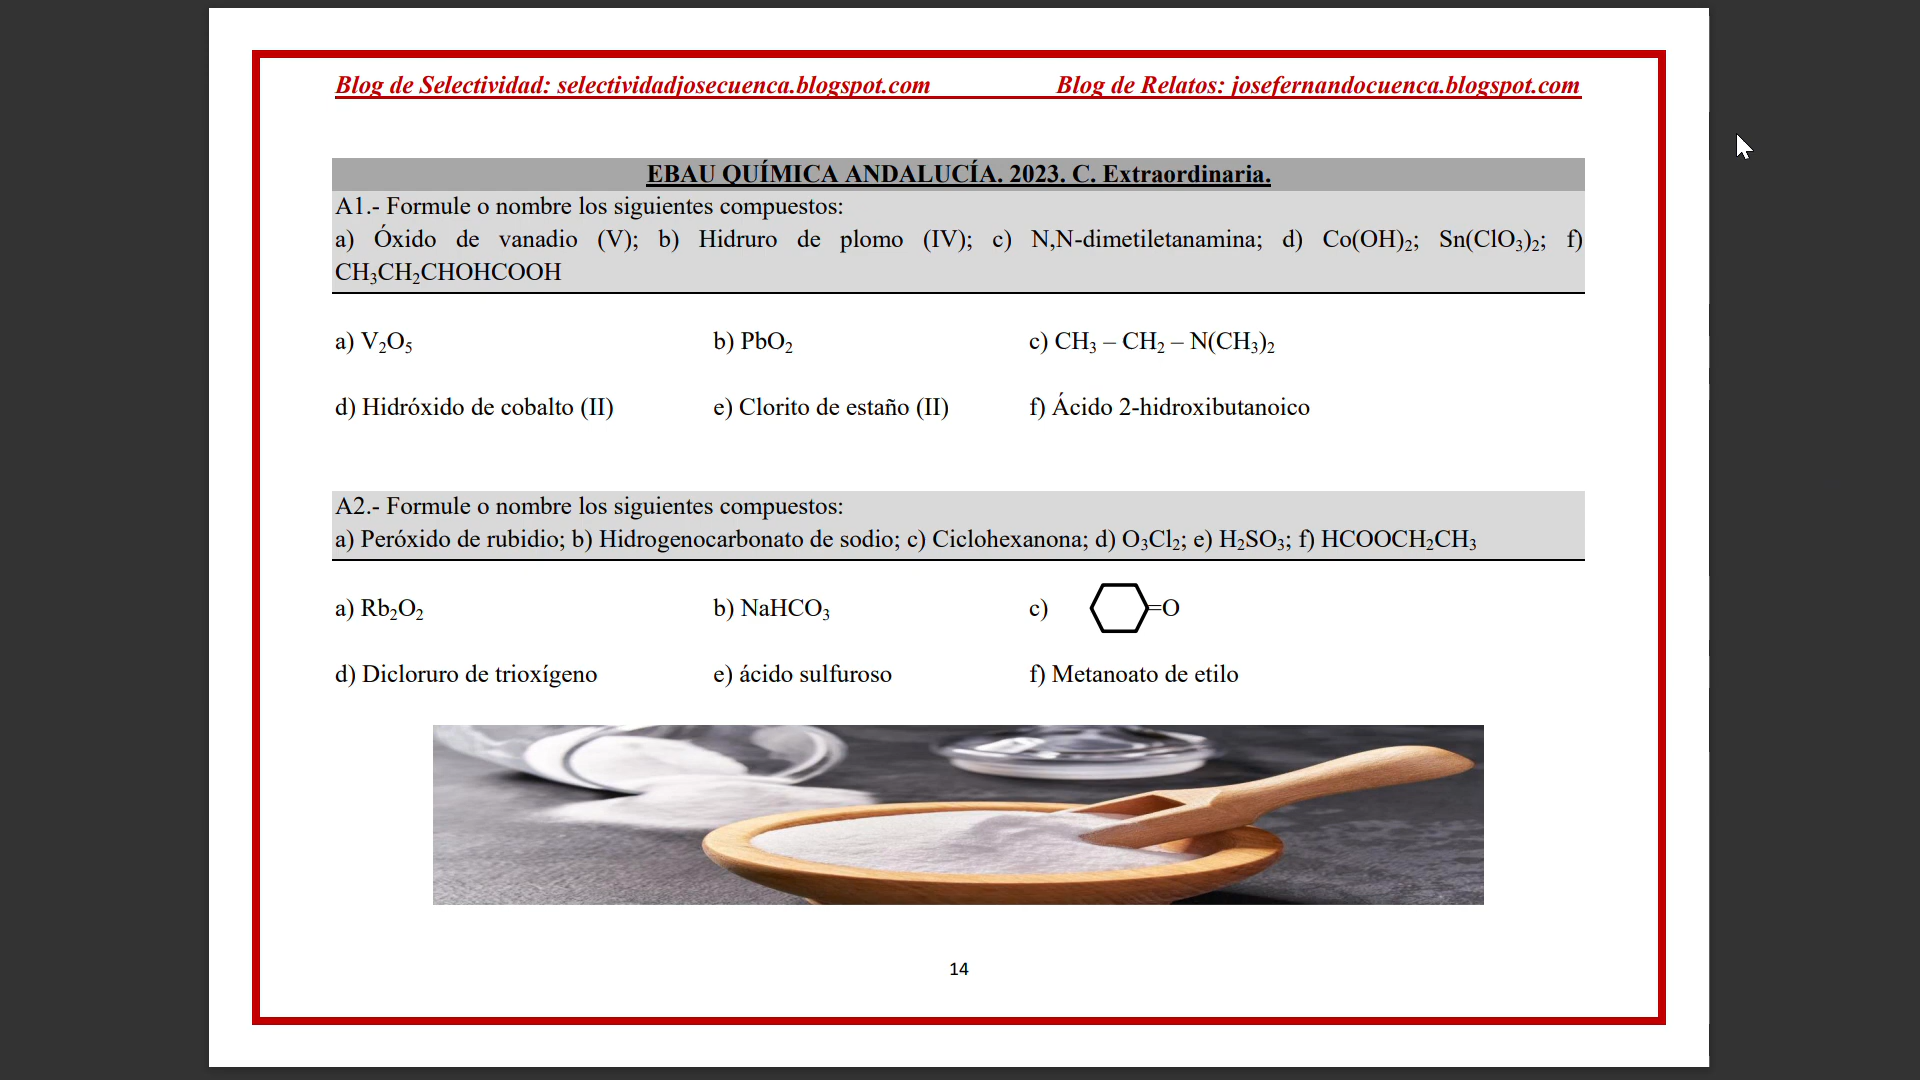 Blog de Selectividad: selectividadjosecuenca.blogspot.com Blog de Relatos: josefernandocuenca.blogspot.com
EBAU QUÍMICA ANDALUCÍA. 2023. C. Extraordinaria.
A1.- Formule o nombre los siguientes compuestos:
a) Óxido de vanadio (V); b) Hidruro de plomo (IV); c) N,N-dimetiletanamina; d) Co(OH)₂; Sn(ClO₃)₂; f)
CH₃CH₂CHOHCOOH
a) V₂O₅ b) PbO₂ c) CH₃ – CH₂ – N(CH₃)₂
d) Hidróxido de cobalto (II) e) Clorito de estaño (II) f) Ácido 2-hidroxibutanoico
A2.- Formule o nombre los siguientes compuestos:
a) Peróxido de rubidio; b) Hidrogenocarbonato de sodio; c) Ciclohexanona; d) O₃Cl₂; e) H₂SO₃; f) HCOOCH₂CH₃
a) Rb₂O₂ b) NaHCO₃ c) =O
d) Dicloruro de trioxígeno e) ácido sulfuroso f) Metanoato de etilo
14